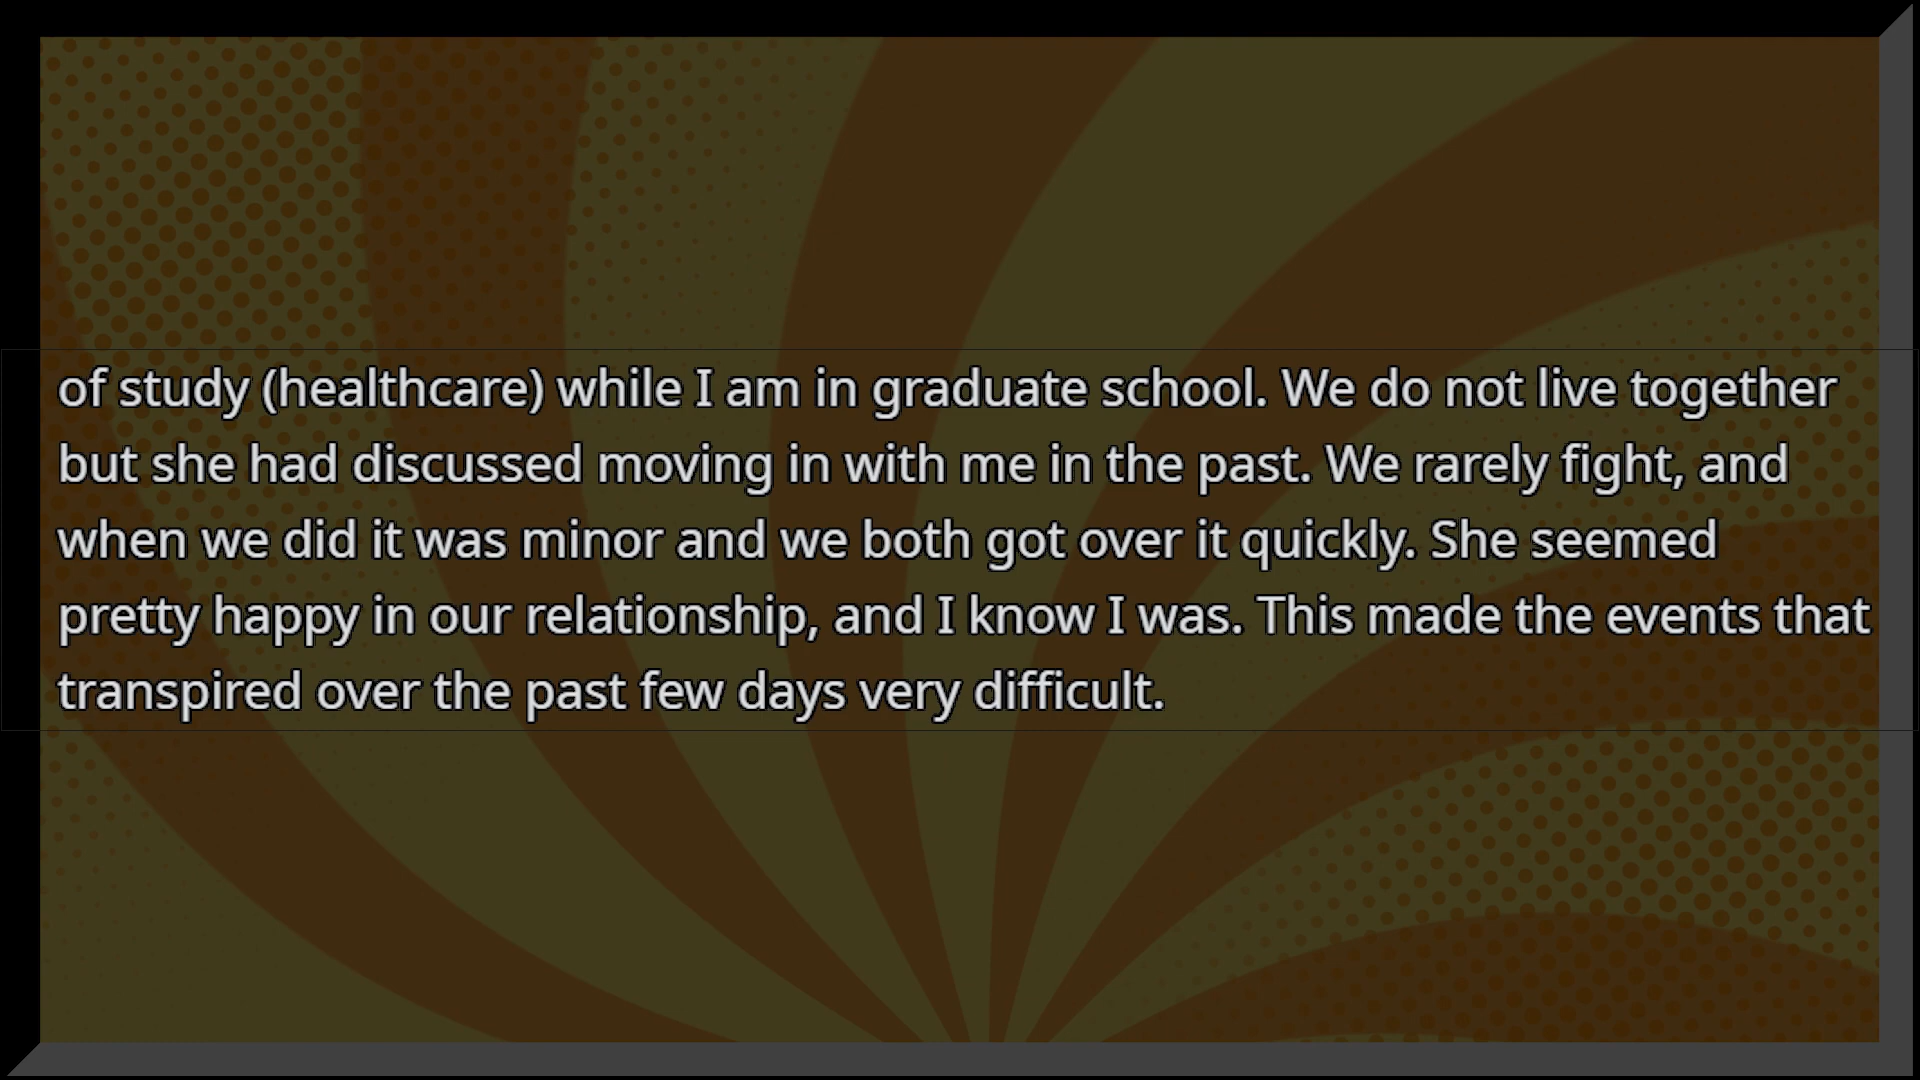 of study (healthcare) while I am in graduate school. We do not live together
but she had discussed moving in with me in the past. We rarely fight, and
when we did it was minor and we both got over it quickly. She seemed
pretty happy in our relationship, and I know I was. This made the events that
transpired over the past few days very difficult.